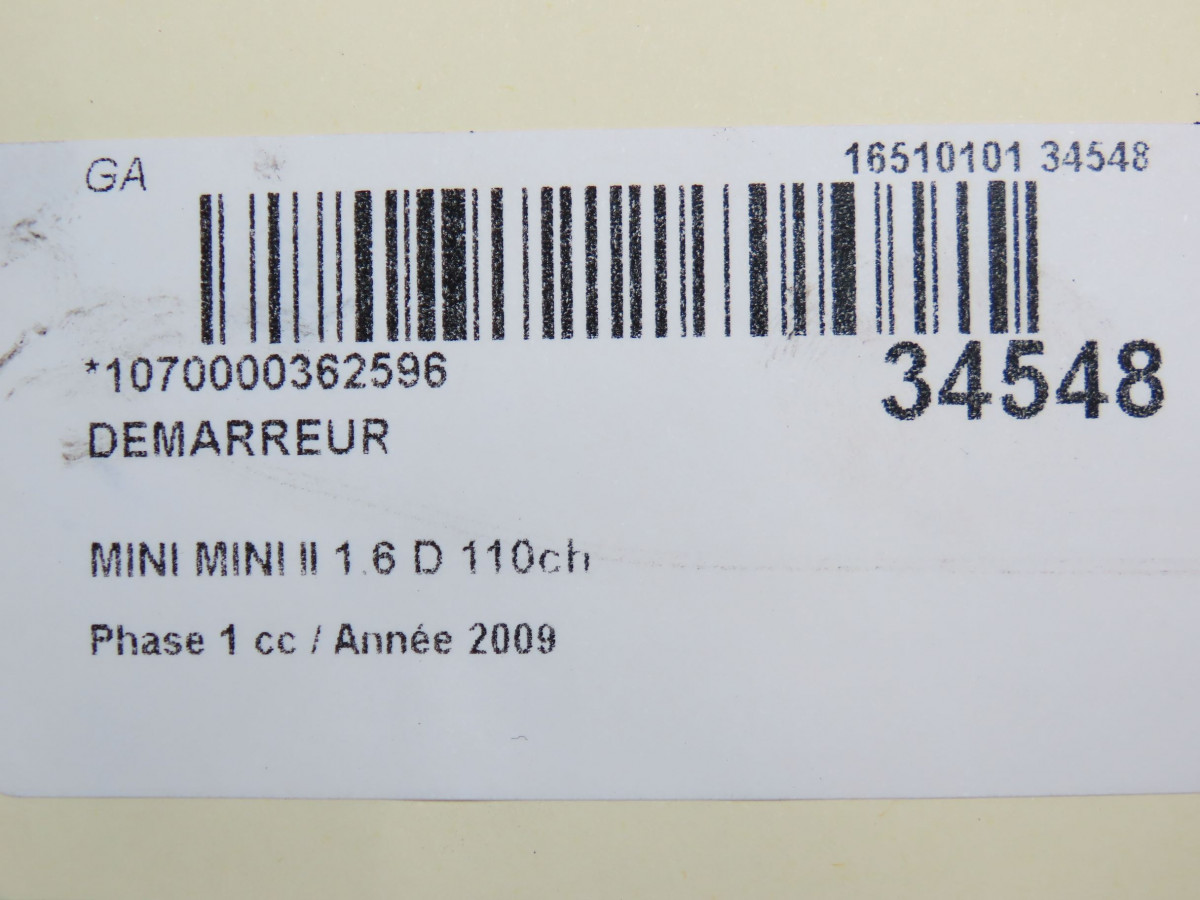 GA
16510101 34548
*1070000362596
34548
DEMARREUR
MINI MINI II 1.6 D 110ch
Phase 1 cc / Année 2009